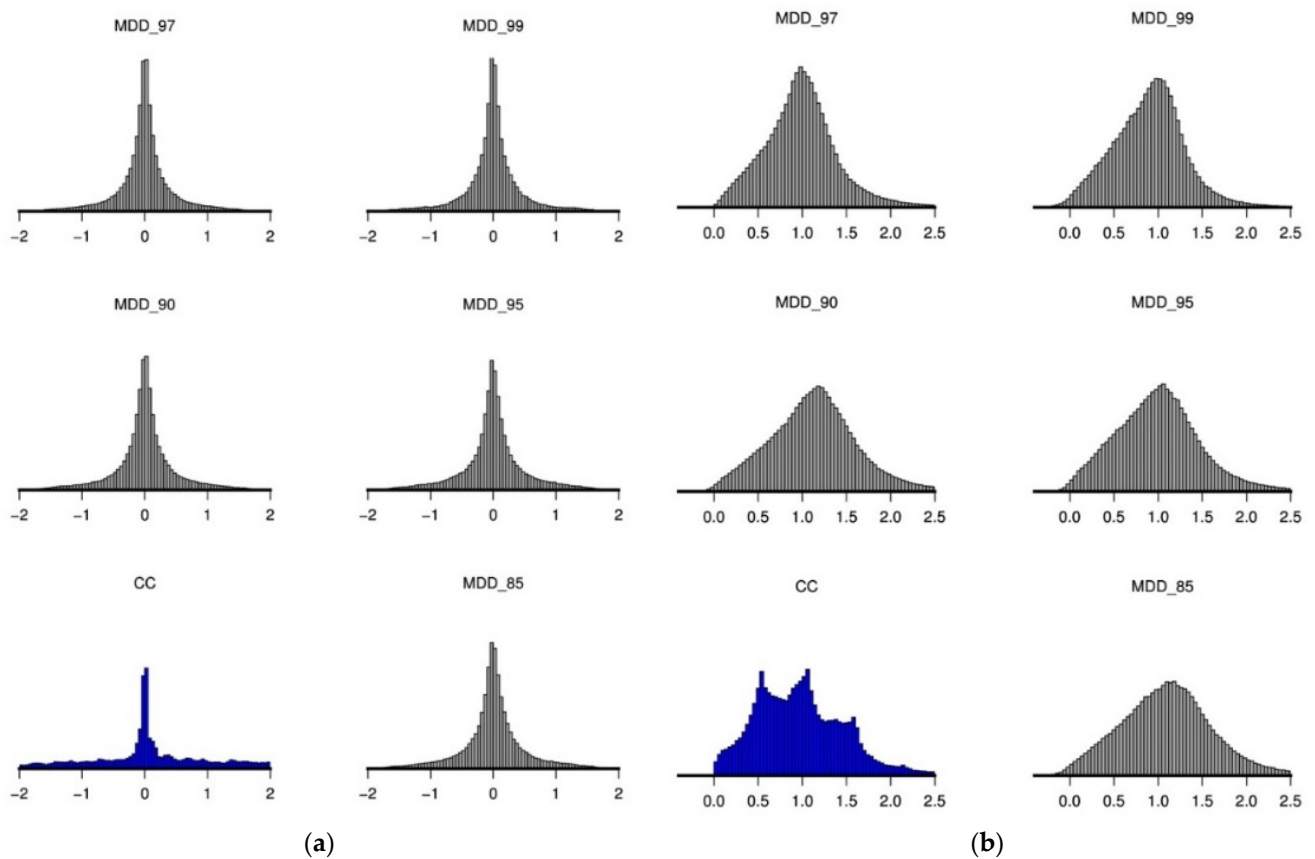 MDD_97 MDD_99 MDD_97 MDD_99
−2 −1 0 1 2 −2 −1 0 1 2 0.0 0.5 1.0 1.5 2.0 2.5 0.0 0.5 1.0 1.5 2.0 2.5
MDD_90 MDD_95 MDD_90 MDD_95
−2 −1 0 1 2 −2 −1 0 1 2 0.0 0.5 1.0 1.5 2.0 2.5 0.0 0.5 1.0 1.5 2.0 2.5
CC MDD_85 CC MDD_85
−2 −1 0 1 2 −2 −1 0 1 2 0.0 0.5 1.0 1.5 2.0 2.5 0.0 0.5 1.0 1.5 2.0 2.5
(a) (b)